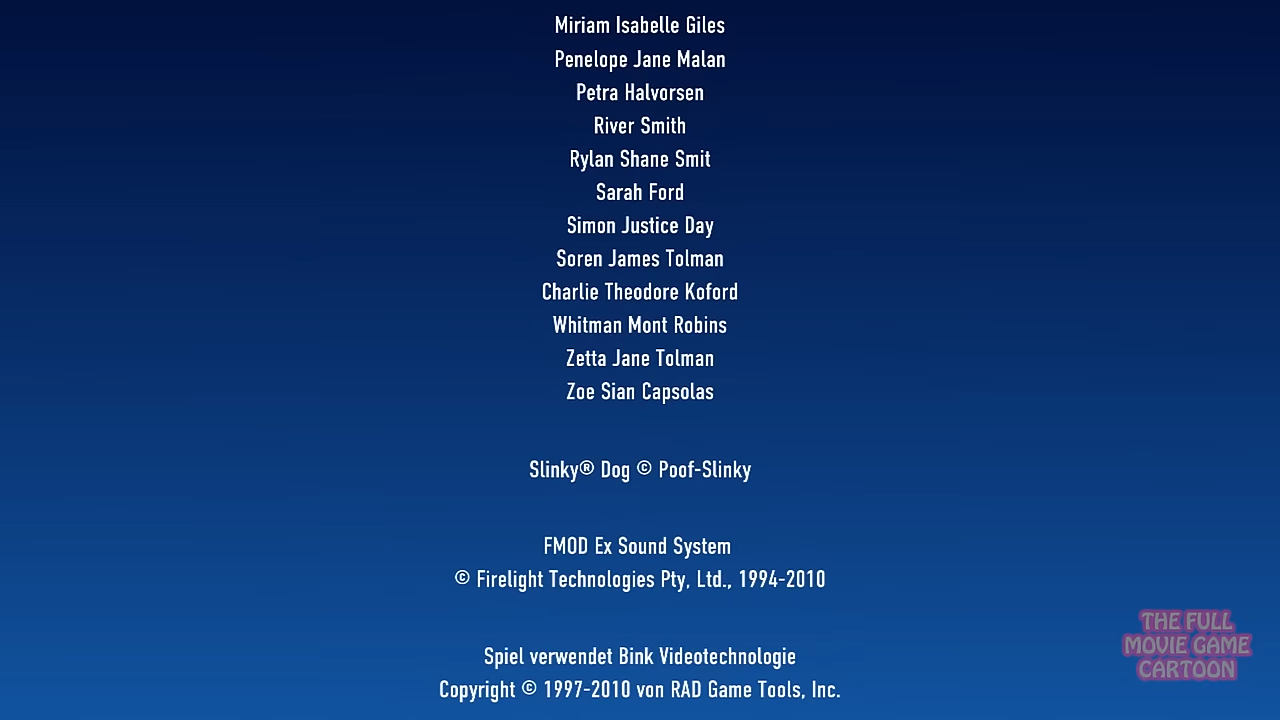 Miriam Isabelle Giles
Penelope Jane Malan
Petra Halvorsen
River Smith
Rylan Shane Smit
Sarah Ford
Simon Justice Day
Soren James Tolman
Charlie Theodore Koford
Whitman Mont Robins
Zetta Jane Tolman
Zoe Sian Capsolas
Slinky® Dog © Poof-Slinky
FMOD Ex Sound System
© Firelight Technologies Pty, Ltd., 1994-2010
Spiel verwendet Bink Videotechnologie
Copyright © 1997-2010 von RAD Game Tools, Inc.
THE FULL
MOVIE GAME
CARTOON